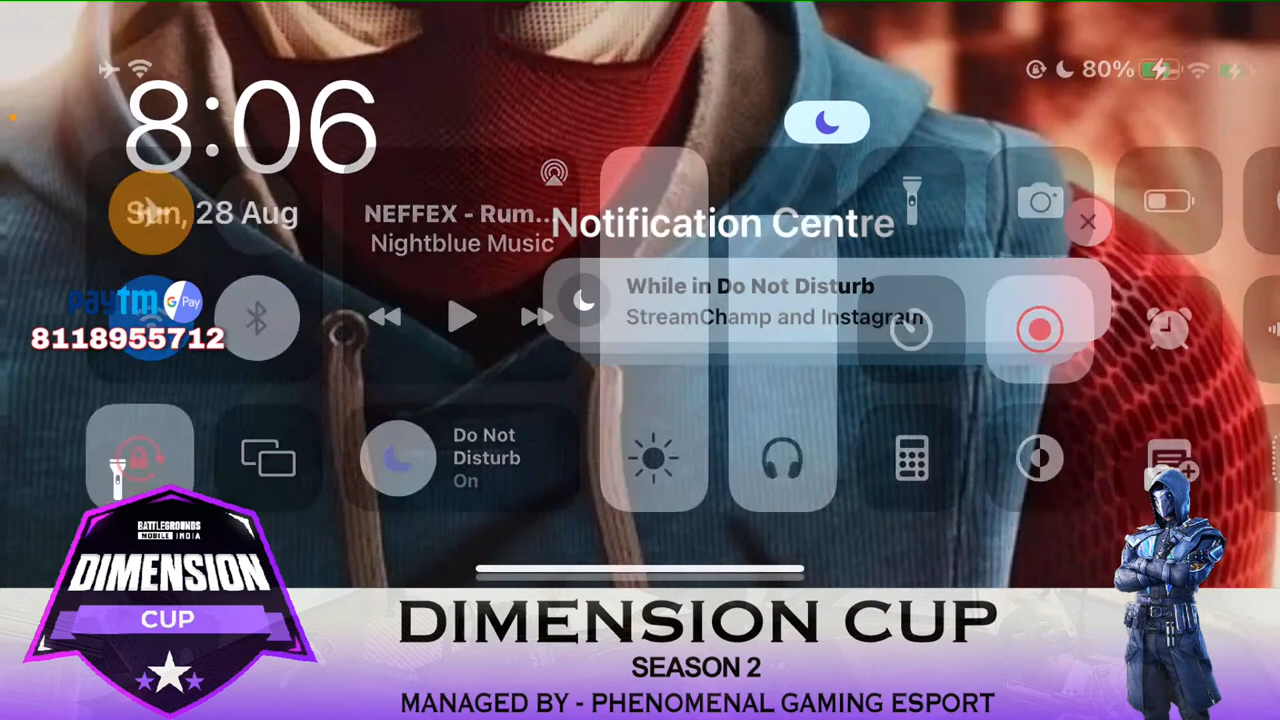 80%
8:06
Sun, 28 Aug
NEFFEX - Rum...
Nightblue Music
Notification Centre
While in Do Not Disturb
StreamChamp and Instagram
paytm
G Pay
8118955712
Do Not
Disturb
On
BATTLEGROUNDS
MOBILE INDIA
DIMENSION
CUP
DIMENSION CUP
SEASON 2
MANAGED BY - PHENOMENAL GAMING ESPORT